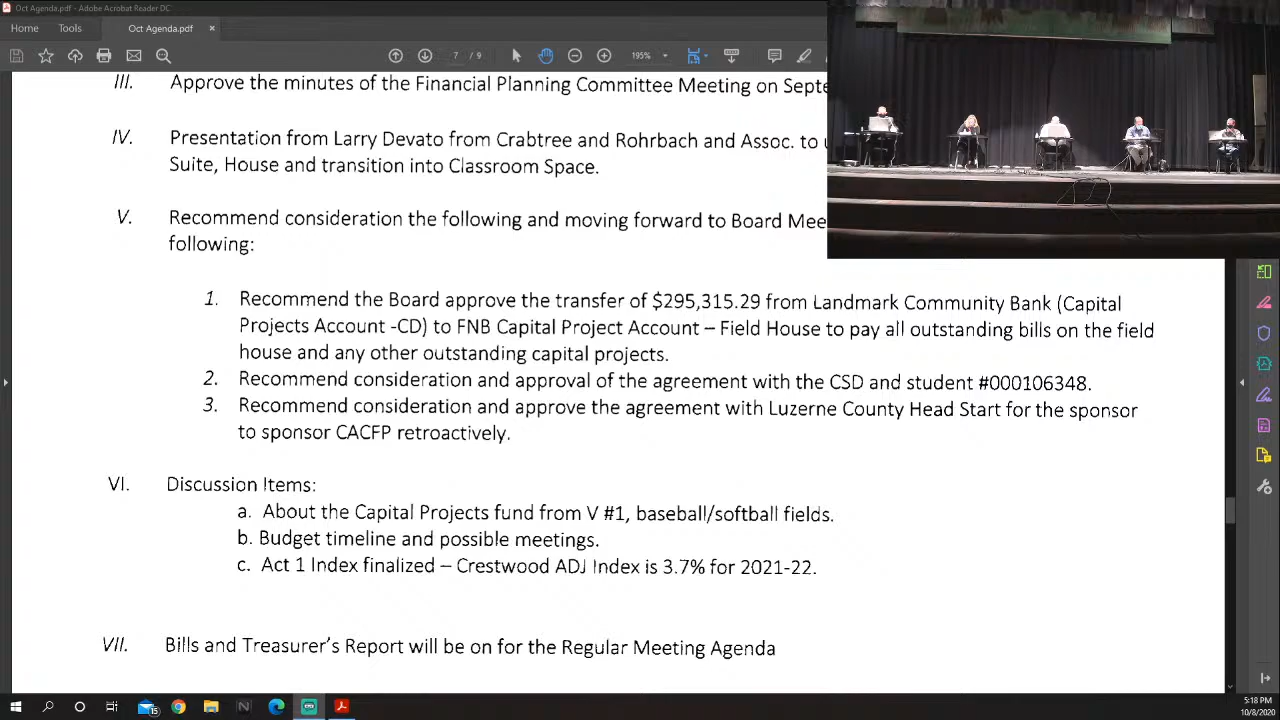 Oct Agenda.pdf - Adobe Acrobat Reader DC
Home Tools Oct Agenda.pdf ×
7 / 9 195%
III. Approve the minutes of the Financial Planning Committee Meeting on Septe
IV. Presentation from Larry Devato from Crabtree and Rohrbach and Assoc. to u
Suite, House and transition into Classroom Space.
V. Recommend consideration the following and moving forward to Board Mee
following:
1. Recommend the Board approve the transfer of $295,315.29 from Landmark Community Bank (Capital
Projects Account -CD) to FNB Capital Project Account – Field House to pay all outstanding bills on the field
house and any other outstanding capital projects.
2. Recommend consideration and approval of the agreement with the CSD and student #000106348.
3. Recommend consideration and approve the agreement with Luzerne County Head Start for the sponsor
to sponsor CACFP retroactively.
VI. Discussion Items:
a. About the Capital Projects fund from V #1, baseball/softball fields.
b. Budget timeline and possible meetings.
c. Act 1 Index finalized – Crestwood ADJ Index is 3.7% for 2021-22.
VII. Bills and Treasurer's Report will be on for the Regular Meeting Agenda
5:18 PM
10/8/2020